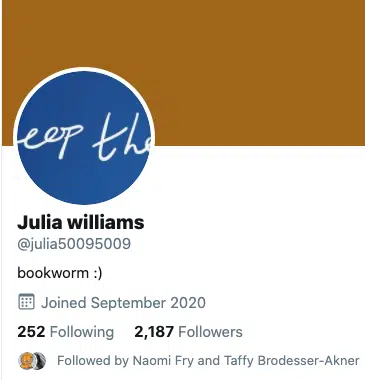 eep the
Julia williams
@julia50095009
bookworm :)
Joined September 2020
252 Following 2,187 Followers
Followed by Naomi Fry and Taffy Brodesser-Akner